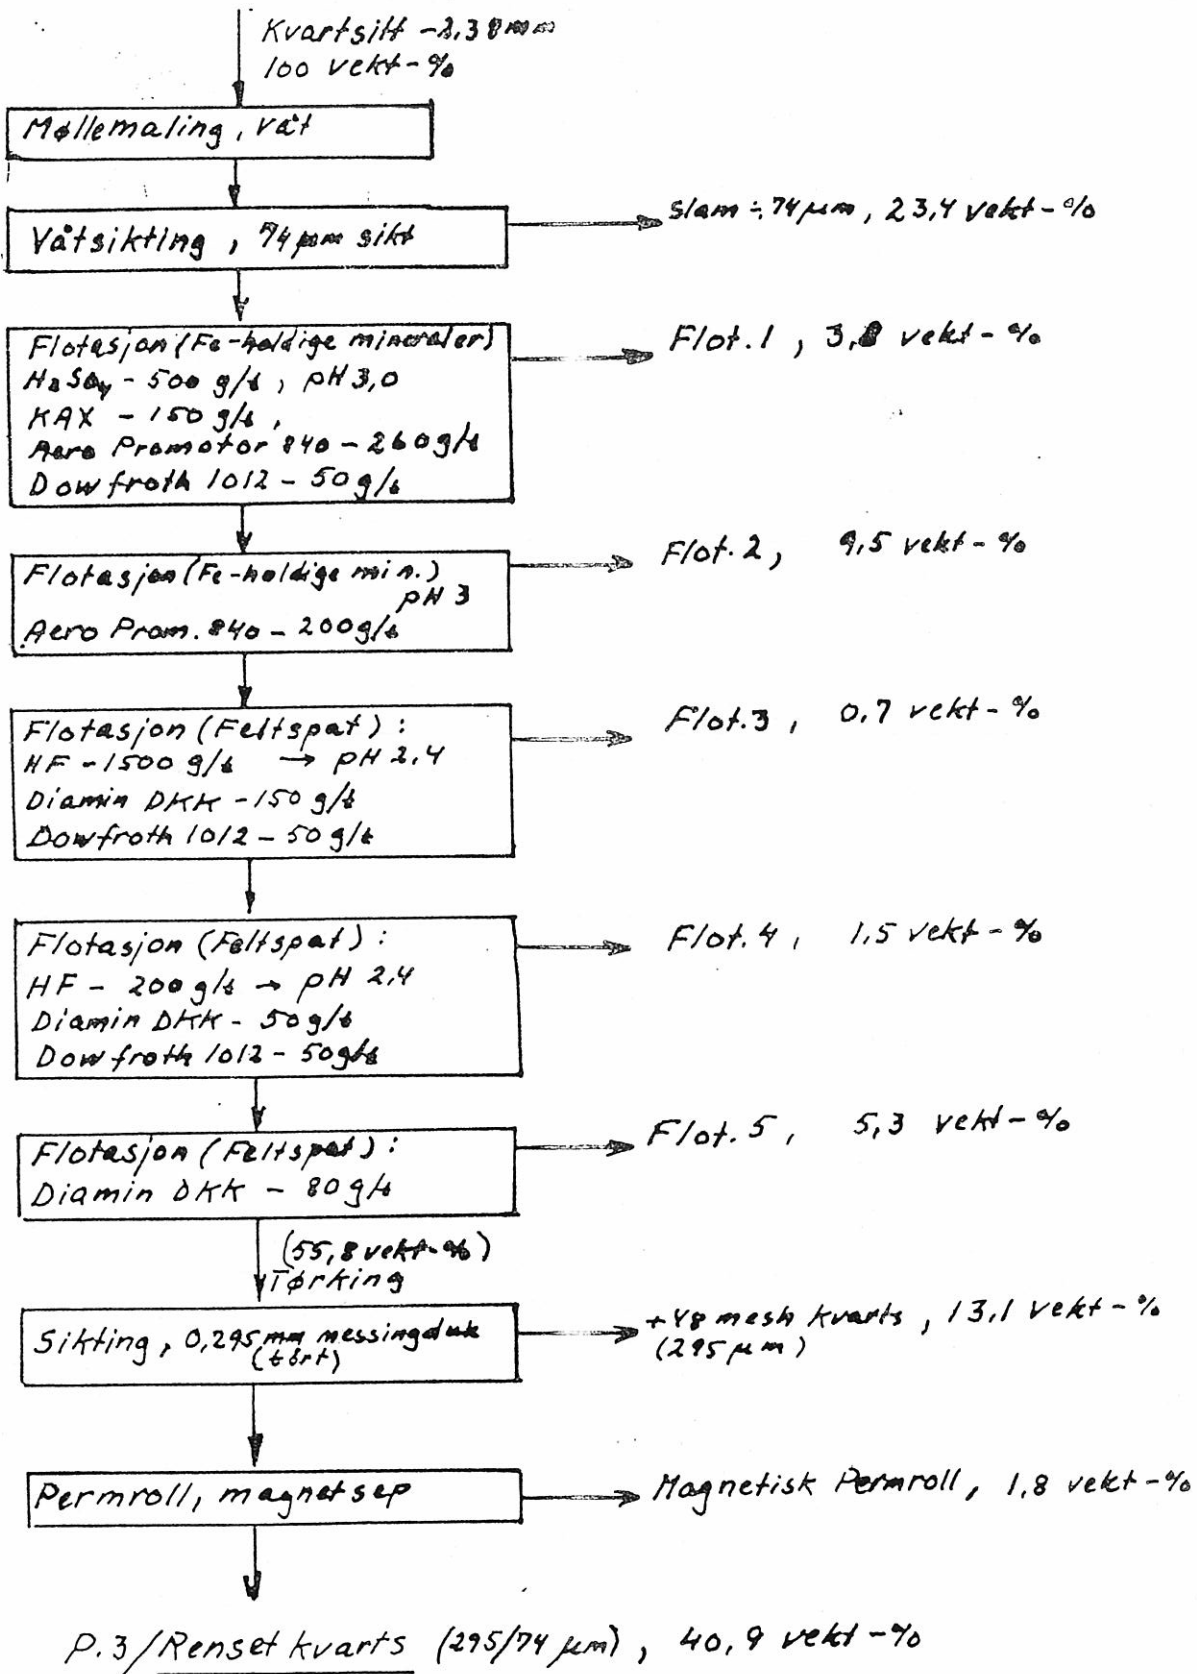 Kvartsitt -2,38mm
100 vekt-%
Møllemaling, våt
Våtsikting, 74 µm sikt
slam ÷74 µm, 23,4 vekt-%
Flotasjon (Fe-holdige mineraler)
H2SO4 - 500 g/t, pH 3,0
KAX - 150 g/t,
Aero Promotor 840 - 260 g/t
Dowfroth 1012 - 50 g/t
Flot. 1, 3,8 vekt-%
Flotasjon (Fe-holdige min.)
pH 3
Aero Prom. 840 - 200 g/t
Flot. 2, 9,5 vekt-%
Flotasjon (Feltspat):
HF - 1500 g/t → pH 2,4
Diamin DKK - 150 g/t
Dowfroth 1012 - 50 g/t
Flot. 3, 0,7 vekt-%
Flotasjon (Feltspat):
HF - 200 g/t → pH 2,4
Diamin DKK - 50 g/t
Dowfroth 1012 - 50 g/t
Flot. 4, 1,5 vekt-%
Flotasjon (Feltspat):
Diamin DKK - 80 g/t
Flot. 5, 5,3 vekt-%
(55,8 vekt-%)
Tørking
Sikting, 0,295 mm messingduk
(tørt)
+48 mesh kvarts, 13,1 vekt-%
(295 µm)
Permroll, magnetsep
Magnetisk Permroll, 1,8 vekt-%
P.3/Renset kvarts (295/74 µm), 40,9 vekt-%